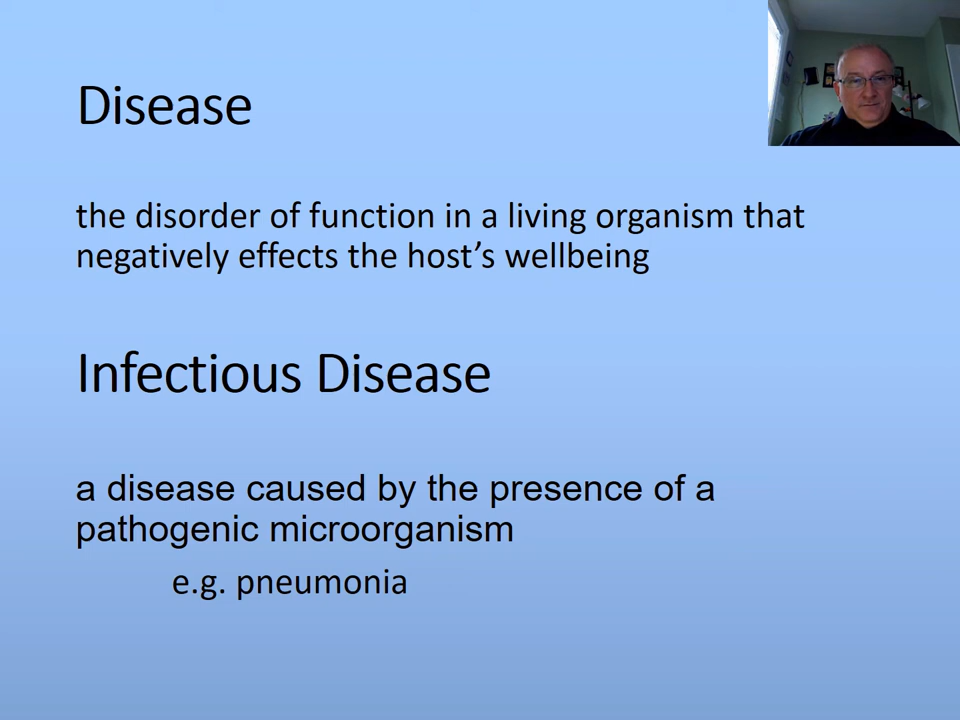 Disease
the disorder of function in a living organism that
negatively effects the host’s wellbeing
Infectious Disease
a disease caused by the presence of a
pathogenic microorganism
e.g. pneumonia